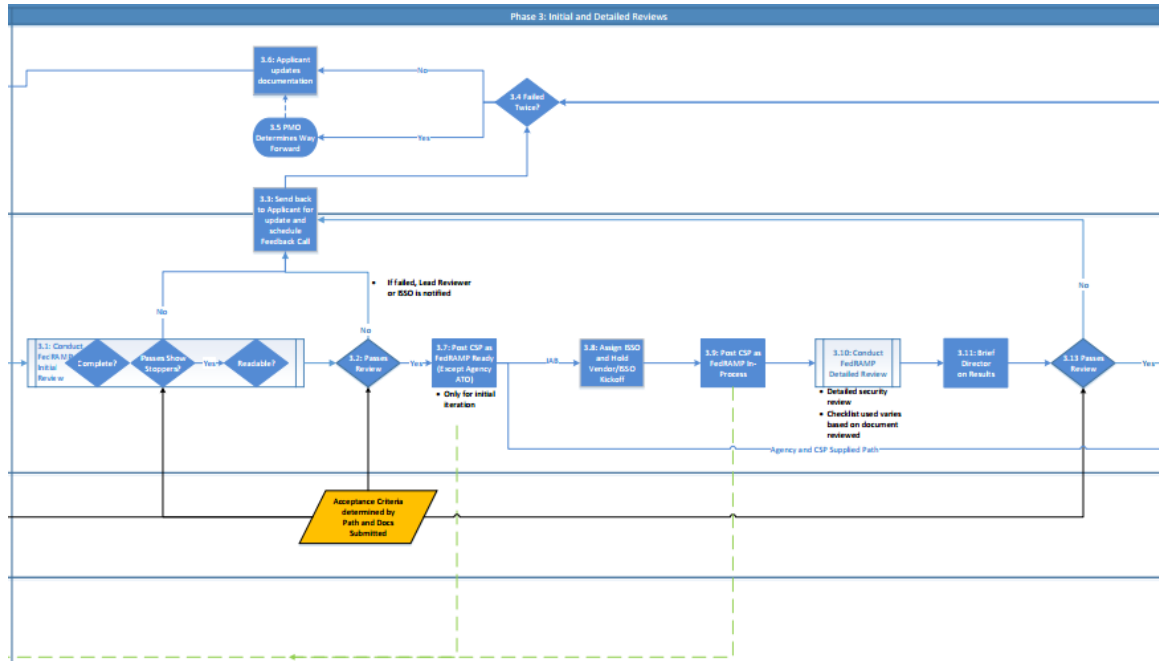 Phase 3: Initial and Detailed Reviews
3.6: Applicant
updates
documentation
No
3.4 Failed
Twice?
3.5 PMO
Determines Way
Forward
Yes
3.3: Send back
to Applicant for
update and
schedule
Feedback Call
• If failed, Lead Reviewer
or ISSO is notified
No
No
No
3.1: Conduct
FedRAMP
Initial
Review
Complete?
Passes Show
Stoppers?
Yes
Readable?
3.2: Passes
Review
Yes
3.7: Post CSP as
FedRAMP Ready
(Except Agency
ATO)
• Only for initial
iteration
JAB
3.8: Assign ISSO
and Hold
Vendor/ISSO
Kickoff
3.9: Post CSP as
FedRAMP In-
Process
3.10: Conduct
FedRAMP
Detailed Review
• Detailed security
review
• Checklist used varies
based on document
reviewed
3.11: Brief
Director
on Results
3.13 Passes
Review
Yes
Agency and CSP Supplied Path
Acceptance Criteria
determined by
Path and Docs
Submitted